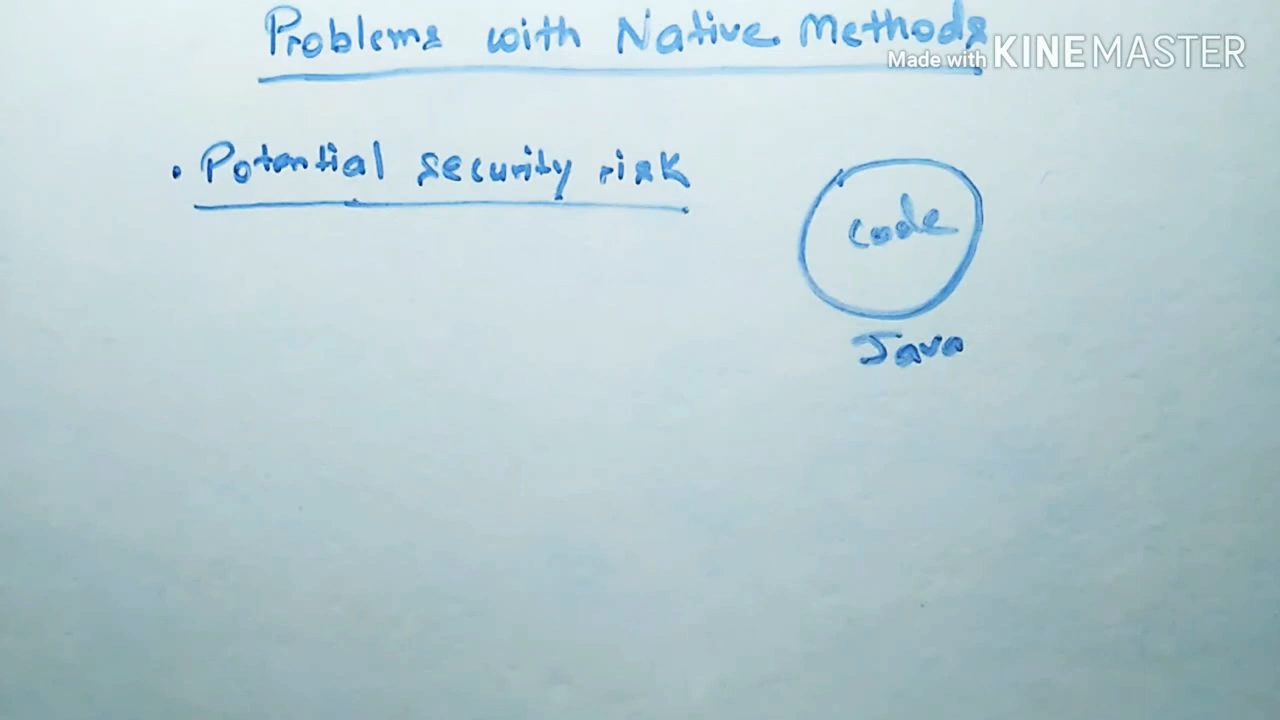 Problems with Native Methods
Made with KINEMASTER
• Potential security risk
code
Java